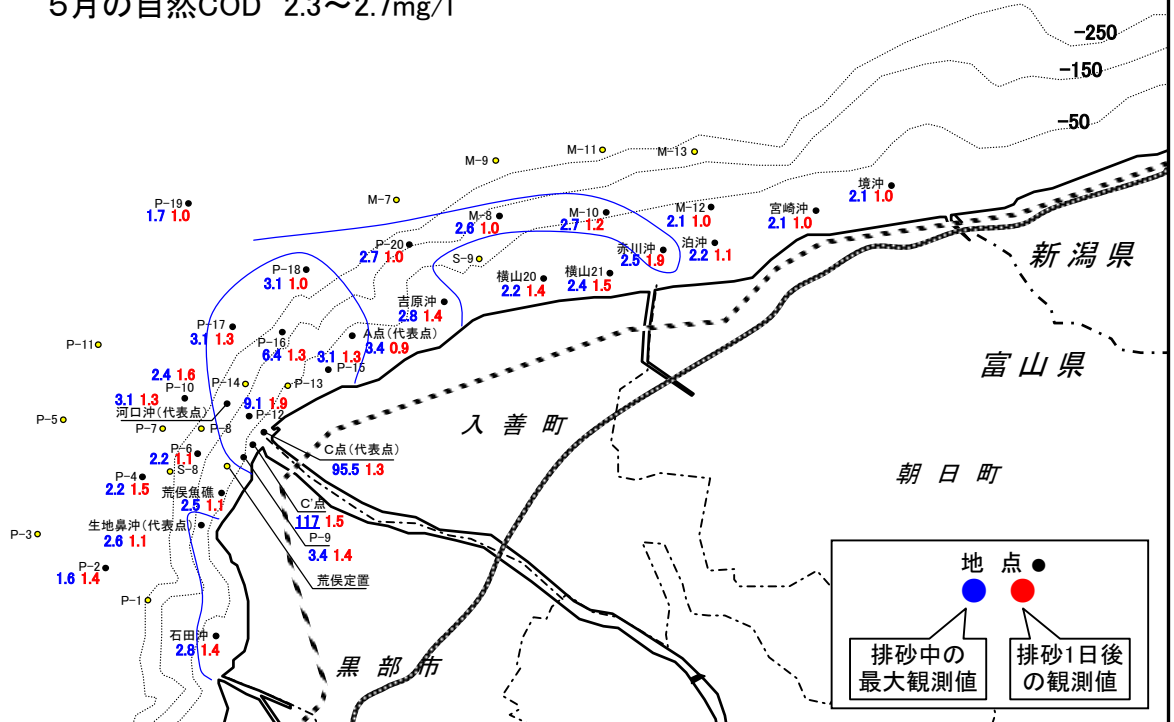 5月の自然COD 2.3～2.7mg/l
-250
-150
-50
M-9
M-11
M-13
M-7
P-19
1.7 1.0
M-8
2.6 1.0
M-10
2.7 1.2
M-12
2.1 1.0
宮崎沖
2.1 1.0
境沖
2.1 1.0
P-20
2.7 1.0
S-9
赤川沖
2.5 1.9
泊沖
2.2 1.1
新潟県
P-18
3.1 1.0
横山20
2.2 1.4
横山21
2.4 1.5
吉原沖
2.8 1.4
P-17
3.1 1.3
P-16
6.4 1.3
A点(代表点)
3.4 0.9
3.1 1.3
P-15
P-11
富山県
2.4 1.6
P-10
3.1 1.3
河口沖(代表点)
P-14
P-13
9.1 1.9
P-12
P-5
P-7
P-8
入善町
C点(代表点)
95.5 1.3
P-6
2.2 1.1
S-8
P-4
2.2 1.5
荒俣魚礁
2.5 1.1
朝日町
C'点
117 1.5
P-9
3.4 1.4
荒俣定置
生地鼻沖(代表点)
2.6 1.1
P-3
P-2
1.6 1.4
P-1
石田沖
2.8 1.4
黒部市
地点
排砂中の
最大観測値
排砂1日後
の観測値